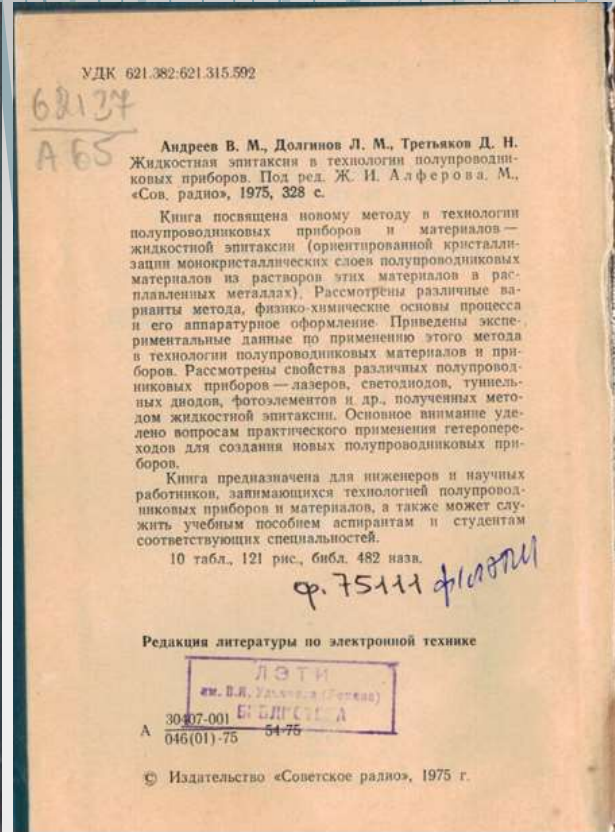 УДК 621.382:621.315.592
62137
А 65
Андреев В. М., Долгинов Л. М., Третьяков Д. Н.
Жидкостная эпитаксия в технологии полупроводни-
ковых приборов. Под ред. Ж. И. Алферова. М.,
«Сов. радио», 1975, 328 с.
Книга посвящена новому методу в технологии
полупроводниковых приборов и материалов —
жидкостной эпитаксии (ориентированной кристалли-
зации монокристаллических слоев полупроводниковых
материалов из растворов этих материалов в рас-
плавленных металлах). Рассмотрены различные ва-
рианты метода, физико-химические основы процесса
и его аппаратурное оформление. Приведены экспе-
риментальные данные по применению этого метода
в технологии полупроводниковых материалов и при-
боров. Рассмотрены свойства различных полупровод-
никовых приборов — лазеров, светодиодов, туннель-
ных диодов, фотоэлементов и др., полученных мето-
дом жидкостной эпитаксии. Основное внимание уде-
лено вопросам практического применения гетеропере-
ходов для создания новых полупроводниковых при-
боров.
Книга предназначена для инженеров и научных
работников, занимающихся технологией полупровод-
никовых приборов и материалов, а также может слу-
жить учебным пособием аспирантам и студентам
соответствующих специальностей.
10 табл., 121 рис., библ. 482 назв.
ф. 75111
Редакция литературы по электронной технике
ЛЭТИ
им. В.И. Ульянова (Ленина)
БИБЛИОТЕКА
А 30407-001
046(01)-75 54-75
© Издательство «Советское радио», 1975 г.